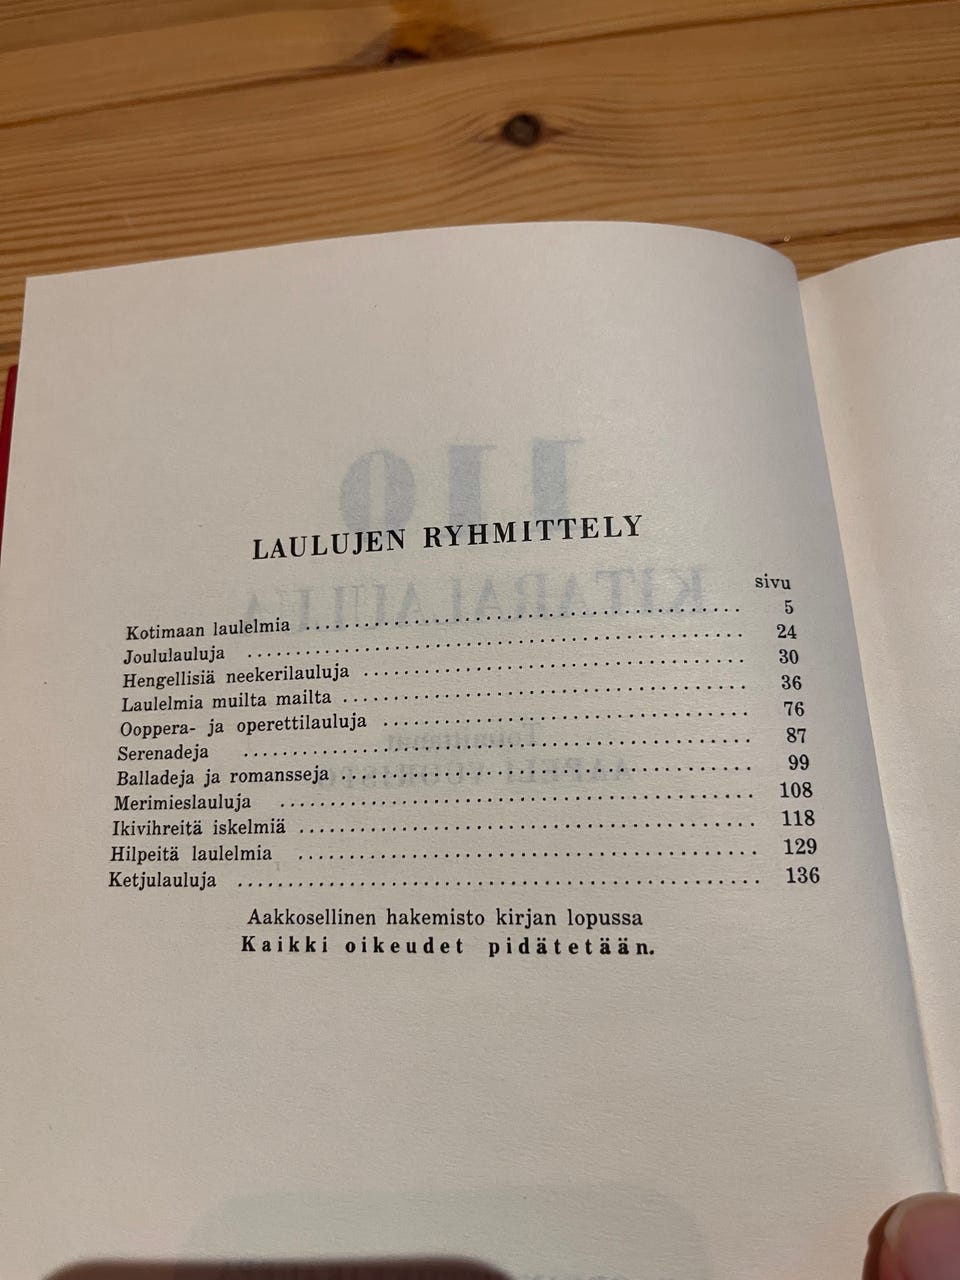 LAULUJEN RYHMITTELY
sivu
Kotimaan laulelmia 5
Joululauluja 24
Hengellisiä neekerilauluja 30
Laulelmia muilta mailta 36
Ooppera- ja operettilauluja 76
Serenadeja 87
Balladeja ja romansseja 99
Merimieslauluja 108
Ikivihreitä iskelmiä 118
Hilpeitä laulelmia 129
Ketjulauluja 136
Aakkosellinen hakemisto kirjan lopussa
Kaikki oikeudet pidätetään.